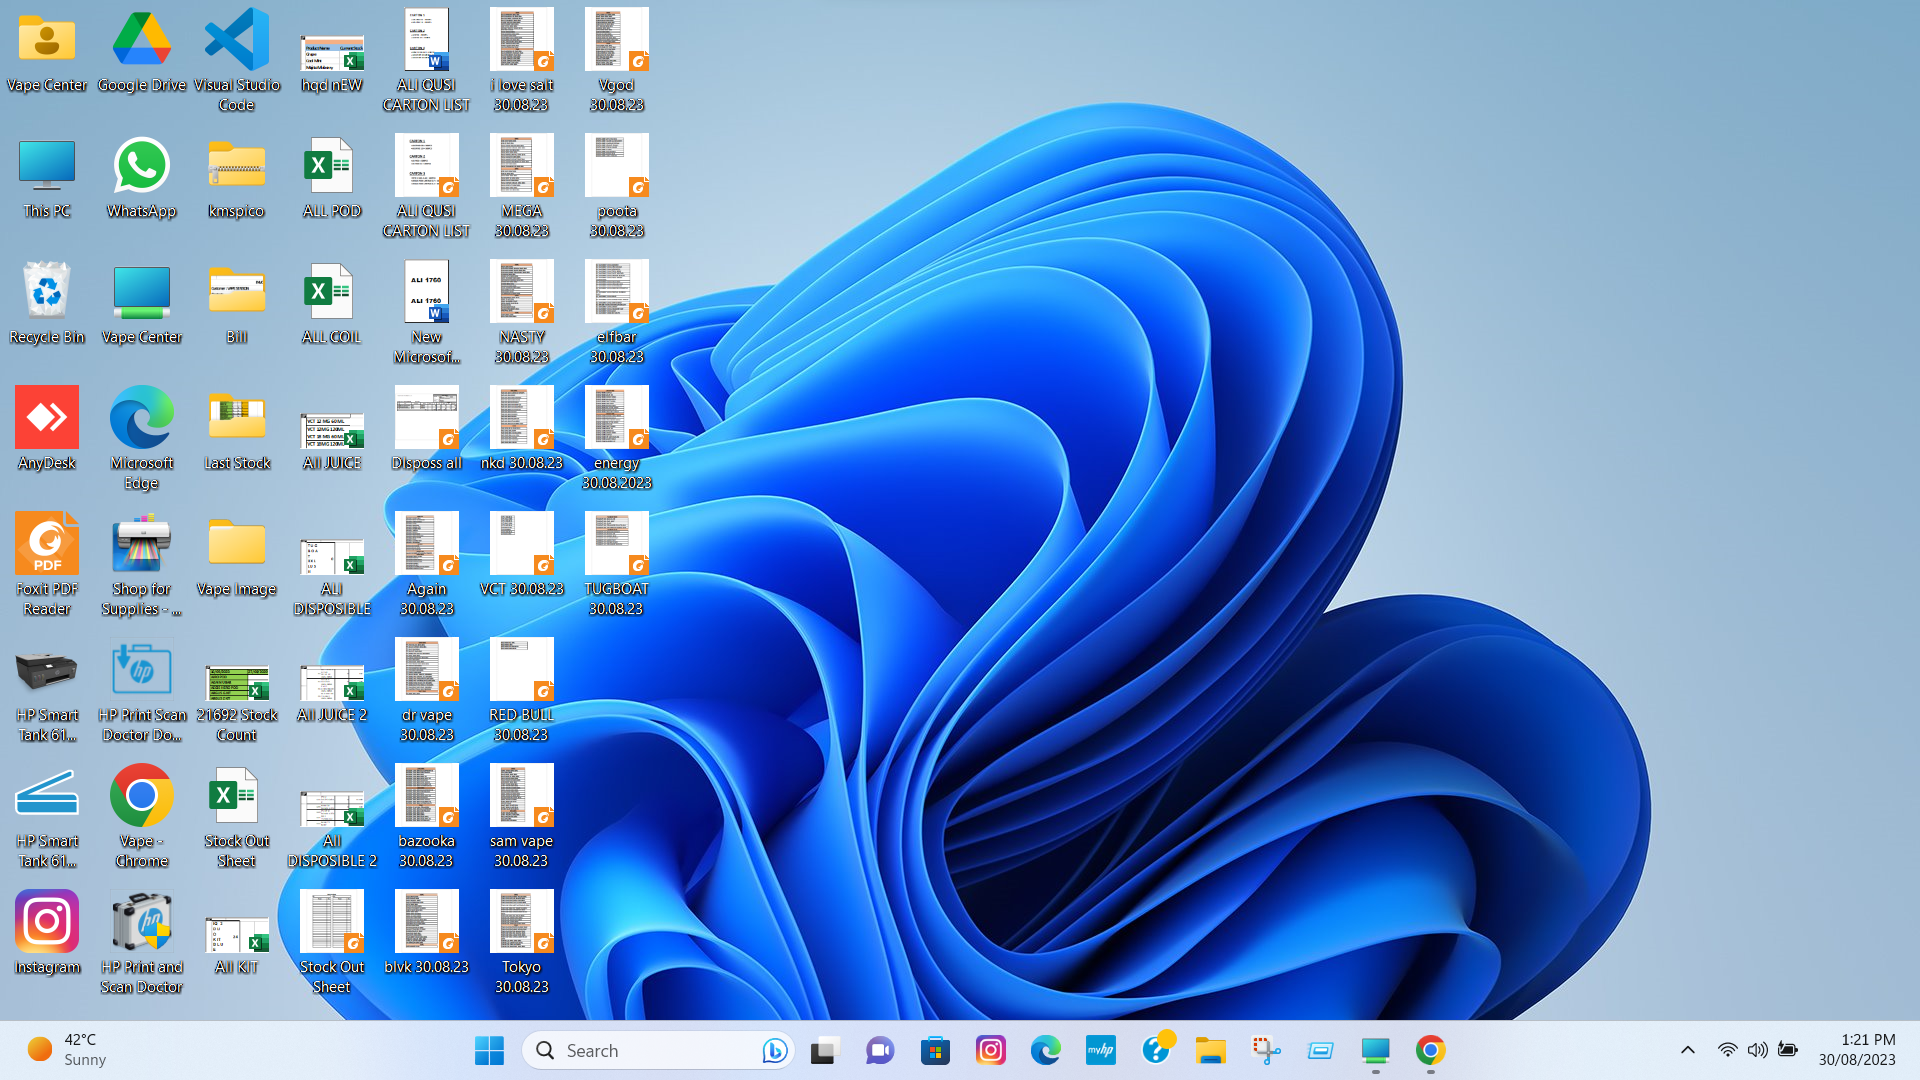 Vape Center
Google Drive
Visual Studio
Code
hqd nEW
ALI QUSI
CARTON LIST
i love salt
30.08.23
Vgod
30.08.23
This PC
WhatsApp
kmspico
ALL POD
ALI QUSI
CARTON LIST
MEGA
30.08.23
poota
30.08.23
Recycle Bin
Vape Center
Bill
ALL COIL
ALI 1760
ALI 1760
New
Microsof...
NASTY
30.08.23
elfbar
30.08.23
AnyDesk
Microsoft
Edge
Last Stock
All JUICE
Disposs all
nkd 30.08.23
energy
30.08.2023
PDF
Foxit PDF
Reader
Shop for
Supplies - ...
Vape Image
ALl
DISPOSIBLE
Again
30.08.23
VCT 30.08.23
TUGBOAT
30.08.23
HP Smart
Tank 61...
HP Print Scan
Doctor Do...
21692 Stock
Count
All JUICE 2
dr vape
30.08.23
RED BULL
30.08.23
HP Smart
Tank 61...
Vape -
Chrome
Stock Out
Sheet
All
DISPOSIBLE 2
bazooka
30.08.23
sam vape
30.08.23
Instagram
HP Print and
Scan Doctor
All KIT
Stock Out
Sheet
blvk 30.08.23
Tokyo
30.08.23
42°C
Sunny
Search
myhp
1:21 PM
30/08/2023